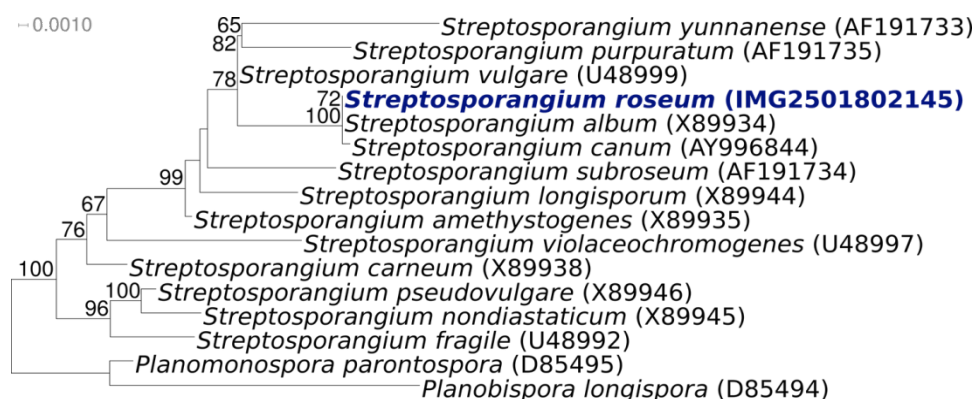 0.0010
65
Streptosporangium yunnanense (AF191733)
82
Streptosporangium purpuratum (AF191735)
78
Streptosporangium vulgare (U48999)
72
Streptosporangium roseum (IMG2501802145)
100
Streptosporangium album (X89934)
Streptosporangium canum (AY996844)
Streptosporangium subroseum (AF191734)
99
Streptosporangium longisporum (X89944)
67
Streptosporangium amethystogenes (X89935)
76
Streptosporangium violaceochromogenes (U48997)
Streptosporangium carneum (X89938)
100
100
Streptosporangium pseudovulgare (X89946)
96
Streptosporangium nondiastaticum (X89945)
Streptosporangium fragile (U48992)
Planomonospora parontospora (D85495)
Planobispora longispora (D85494)